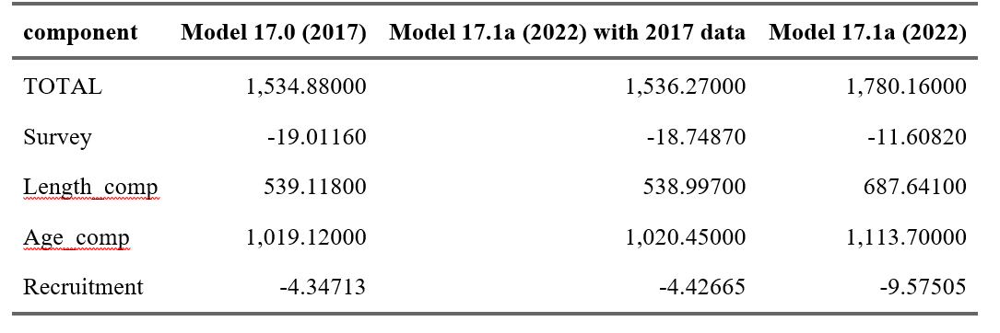 component Model 17.0 (2017) Model 17.1a (2022) with 2017 data Model 17.1a (2022)
TOTAL 1,534.88000 1,536.27000 1,780.16000
Survey -19.01160 -18.74870 -11.60820
Length_comp 539.11800 538.99700 687.64100
Age_comp 1,019.12000 1,020.45000 1,113.70000
Recruitment -4.34713 -4.42665 -9.57505